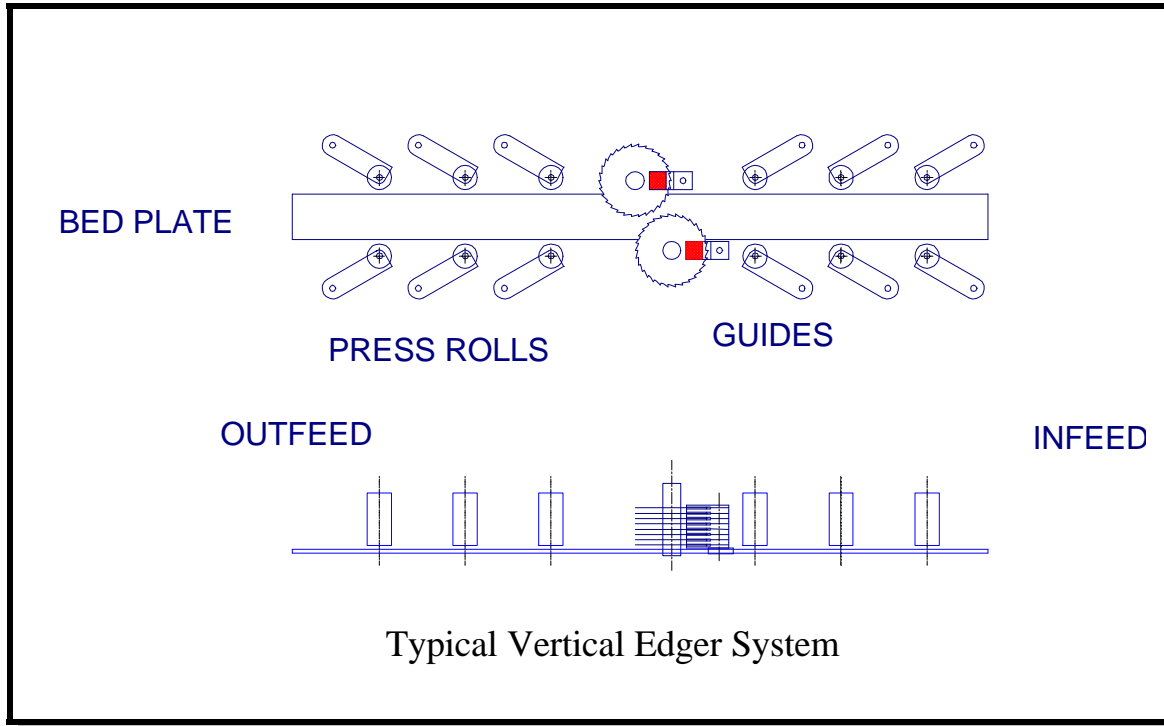 BED PLATE
PRESS ROLLS
GUIDES
OUTFEED
INFEED
Typical Vertical Edger System